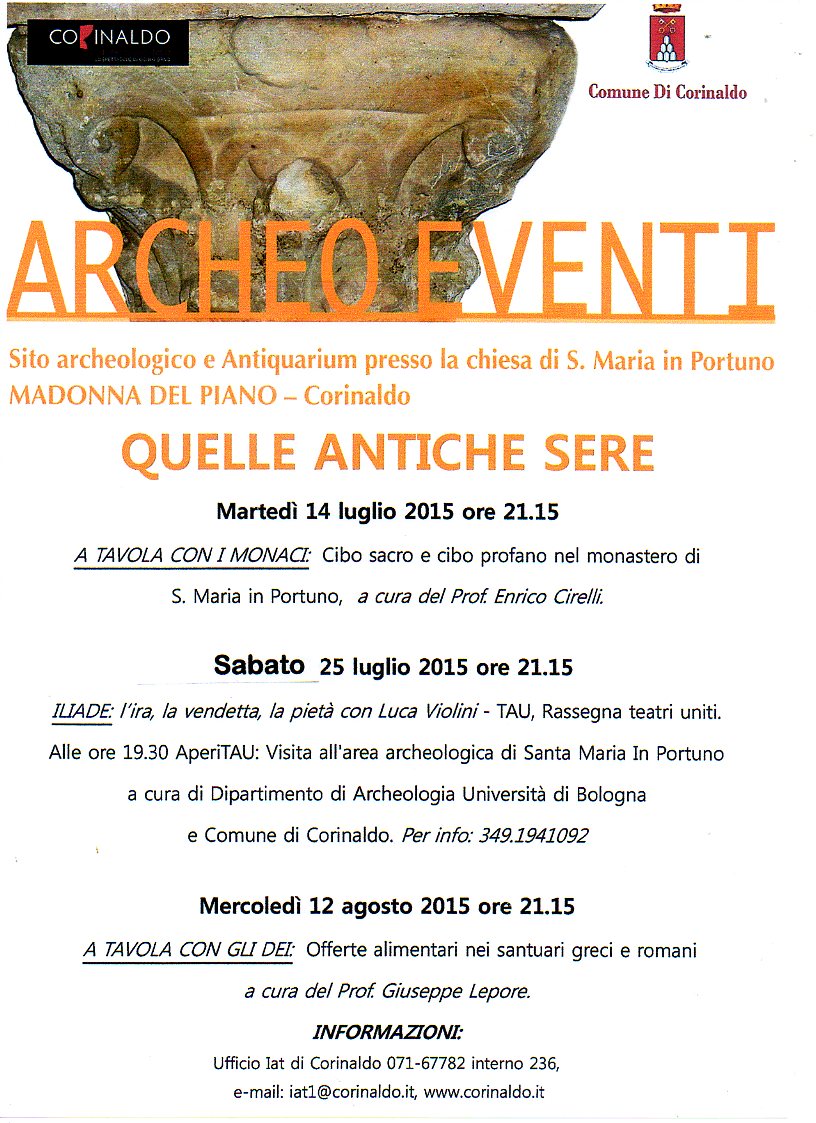 CORINALDO
Comune Di Corinaldo
ARCHEO EVENTI
Sito archeologico e Antiquarium presso la chiesa di S. Maria in Portuno
MADONNA DEL PIANO – Corinaldo
QUELLE ANTICHE SERE
Martedì 14 luglio 2015 ore 21.15
A TAVOLA CON I MONACI: Cibo sacro e cibo profano nel monastero di
S. Maria in Portuno, a cura del Prof. Enrico Cirelli.
Sabato 25 luglio 2015 ore 21.15
ILIADE: l'ira, la vendetta, la pietà con Luca Violini - TAU, Rassegna teatri uniti.
Alle ore 19.30 AperiTAU: Visita all'area archeologica di Santa Maria In Portuno
a cura di Dipartimento di Archeologia Università di Bologna
e Comune di Corinaldo. Per info: 349.1941092
Mercoledì 12 agosto 2015 ore 21.15
A TAVOLA CON GLI DEI: Offerte alimentari nei santuari greci e romani
a cura del Prof. Giuseppe Lepore.
INFORMAZIONI:
Ufficio Iat di Corinaldo 071-67782 interno 236,
e-mail: iat1@corinaldo.it, www.corinaldo.it